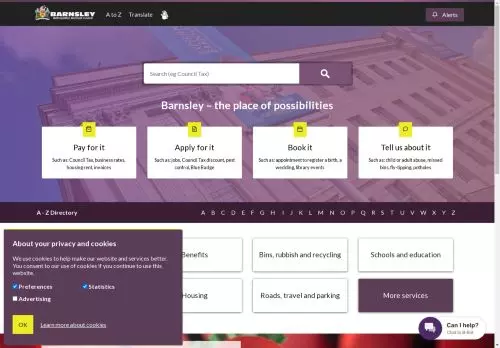 BARNSLEY
Metropolitan Borough Council
A to Z
Translate
Alerts
Search (eg Council Tax)
Barnsley – the place of possibilities
Pay for it
Such as: Council Tax, business rates,
housing rent, invoices
Apply for it
Such as: jobs, Council Tax discount, pest
control, Blue Badge
Book it
Such as: appointment to register a birth, a
wedding, library events
Tell us about it
Such as: child or adult abuse, missed
bins, fly-tipping, potholes
A - Z Directory
A B C D E F G H I J K L M N O P Q R S T U V W X Y Z
Benefits
Bins, rubbish and recycling
Schools and education
Housing
Roads, travel and parking
More services
About your privacy and cookies
We use cookies to help make our website and services better.
You consent to our use of cookies if you continue to use this
website.
Preferences
Statistics
Advertising
OK
Learn more about cookies
Can I help?